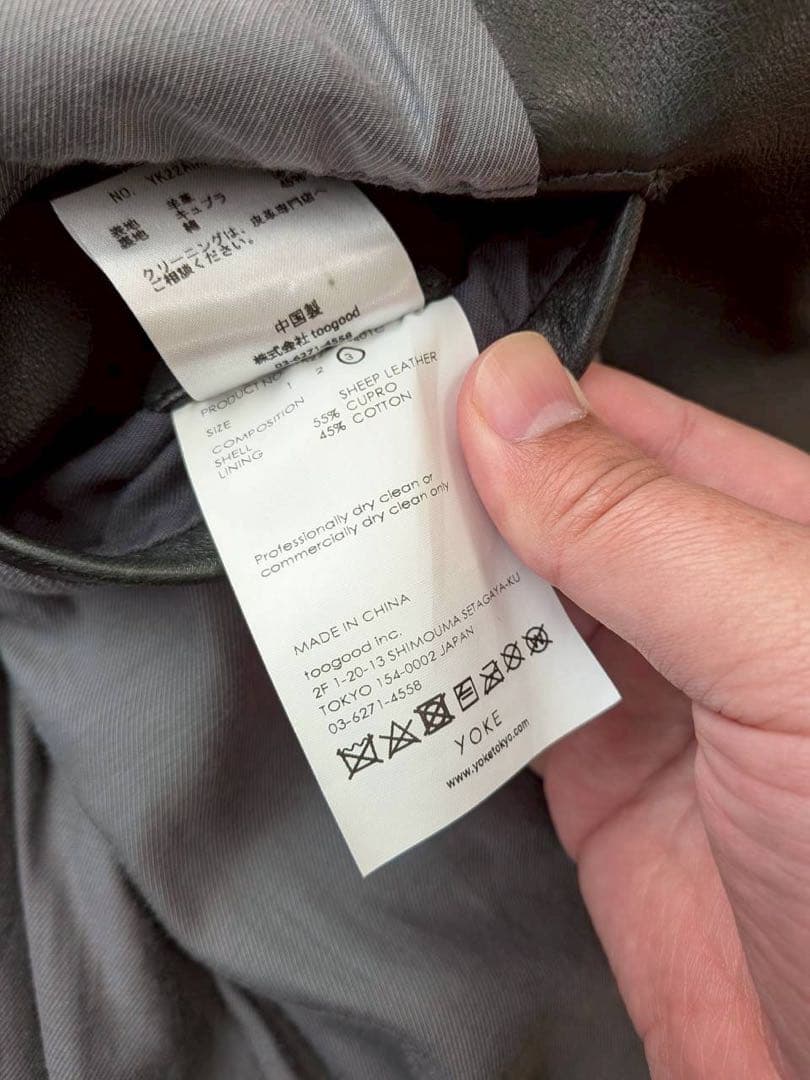 NO. YK22A
表地 羊革
裏地 キュプラ
綿 45%
クリーニングは、皮革専門店へ
ご相談ください。
中国製
株式会社 toogood
03-6271-4558
PRODUCT NO.
SIZE 1 2 3
COMPOSITION
SHELL SHEEP LEATHER
LINING 55% CUPRO
45% COTTON
Professionally dry clean or
commercially dry clean only
MADE IN CHINA
toogood inc.
2F 1-20-13 SHIMOUMA SETAGAYA-KU
TOKYO 154-0002 JAPAN
03-6271-4558
YOKE
www.yoketokyo.com